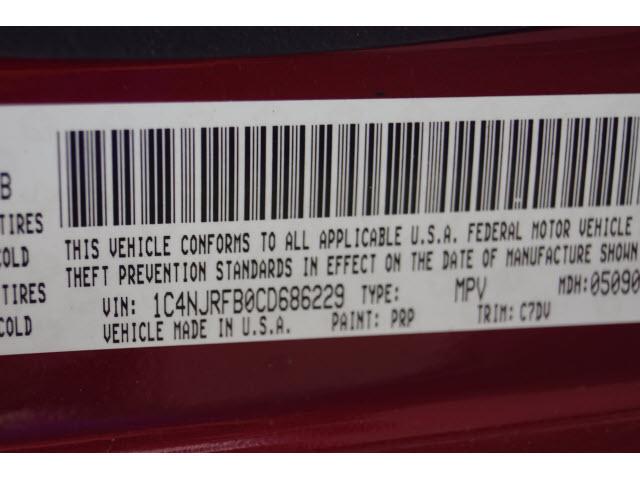 B
TIRES
COLD
TIRES
COLD
THIS VEHICLE CONFORMS TO ALL APPLICABLE U.S.A. FEDERAL MOTOR VEHICLE
THEFT PREVENTION STANDARDS IN EFFECT ON THE DATE OF MANUFACTURE SHOWN
VIN: 1C4NJRFB0CD686229 TYPE: MPV MDH:05090
VEHICLE MADE IN U.S.A. PAINT: PRP TRIM: C7DV